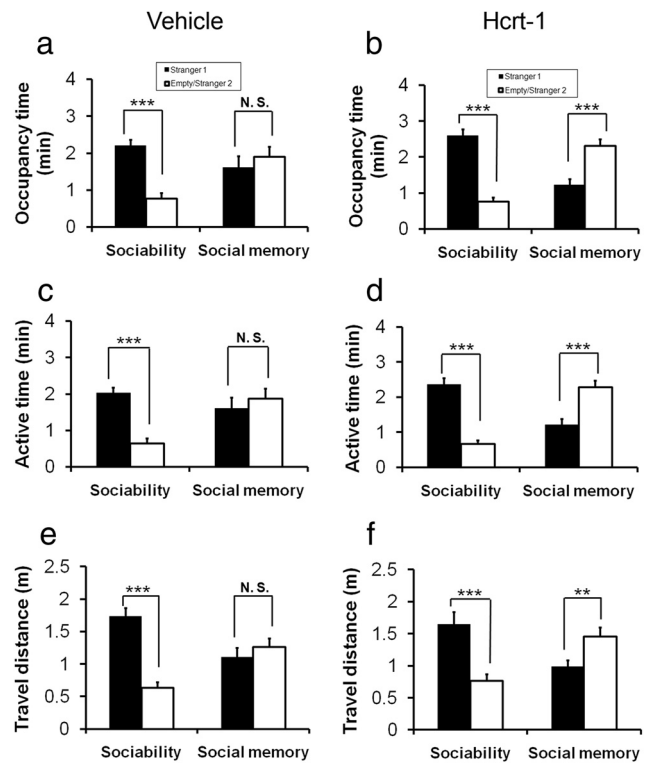 Vehicle
Hcrt-1
a
b
Stranger 1
Empty/Stranger 2
Stranger 1
Empty/Stranger 2
Occupancy time
(min)
4
3
2
1
0
***
N. S.
Sociability
Social memory
Occupancy time
(min)
4
3
2
1
0
***
***
Sociability
Social memory
c
d
Active time (min)
4
3
2
1
0
***
N. S.
Sociability
Social memory
Active time (min)
4
3
2
1
0
***
***
Sociability
Social memory
e
f
Travel distance (m)
2.5
2
1.5
1
0.5
0
***
N. S.
Sociability
Social memory
Travel distance (m)
2.5
2
1.5
1
0.5
0
***
**
Sociability
Social memory